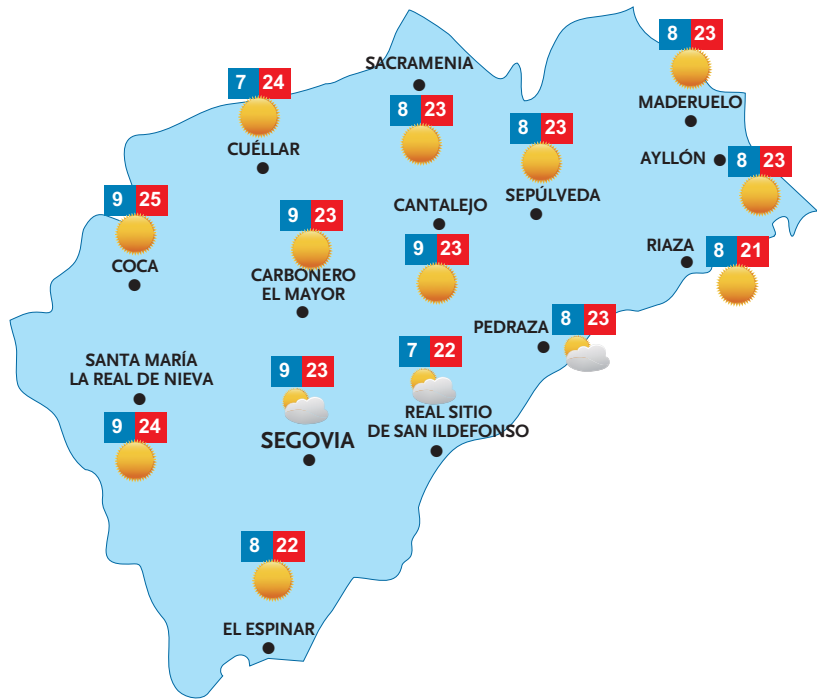 8 23
MADERUELO
SACRAMENIA
8 23
7 24
CUÉLLAR
8 23
SEPÚLVEDA
AYLLÓN
8 23
9 25
COCA
9 23
CARBONERO
EL MAYOR
CANTALEJO
9 23
RIAZA
8 21
PEDRAZA
8 23
SANTA MARÍA
LA REAL DE NIEVA
9 24
9 23
SEGOVIA
7 22
REAL SITIO
DE SAN ILDEFONSO
8 22
EL ESPINAR